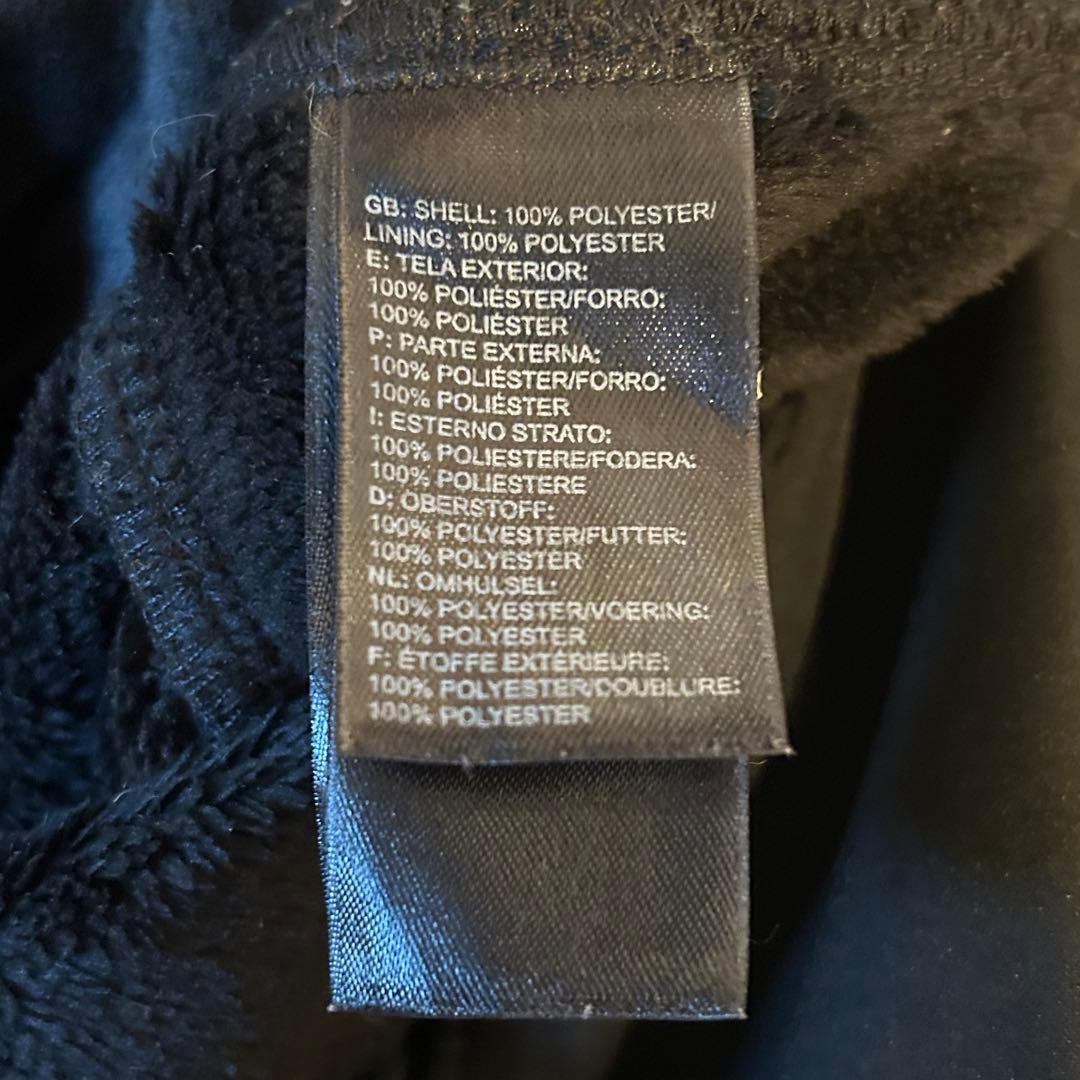 GB: SHELL: 100% POLYESTER/
LINING: 100% POLYESTER
E: TELA EXTERIOR:
100% POLIÉSTER/FORRO:
100% POLIÉSTER
P: PARTE EXTERNA:
100% POLIÉSTER/FORRO:
100% POLIÉSTER
I: ESTERNO STRATO:
100% POLIESTERE/FODERA:
100% POLIESTERE
D: OBERSTOFF:
100% POLYESTER/FUTTER:
100% POLYESTER
NL: OMHULSEL:
100% POLYESTER/VOERING:
100% POLYESTER
F: ÉTOFFE EXTÉRIEURE:
100% POLYESTER/DOUBLURE:
100% POLYESTER